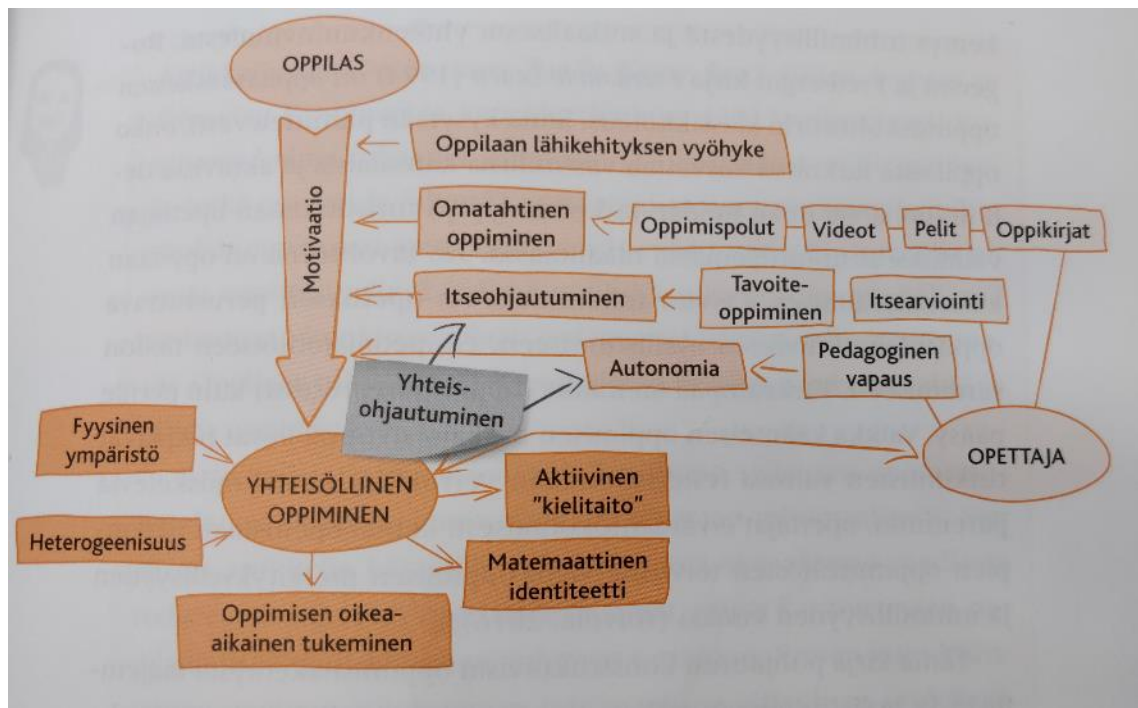 OPPILAS
Motivaatio
Oppilaan lähikehityksen vyöhyke
Omatahtinen
oppiminen
Oppimispolut
Videot
Pelit
Oppikirjat
Itseohjautuminen
Tavoite-
oppiminen
Itsearviointi
Autonomia
Pedagoginen
vapaus
Yhteis-
ohjautuminen
OPETTAJA
Fyysinen
ympäristö
YHTEISÖLLINEN
OPPIMINEN
Heterogeenisuus
Aktiivinen
"kielitaito"
Matemaattinen
identiteetti
Oppimisen oikea-
aikainen tukeminen